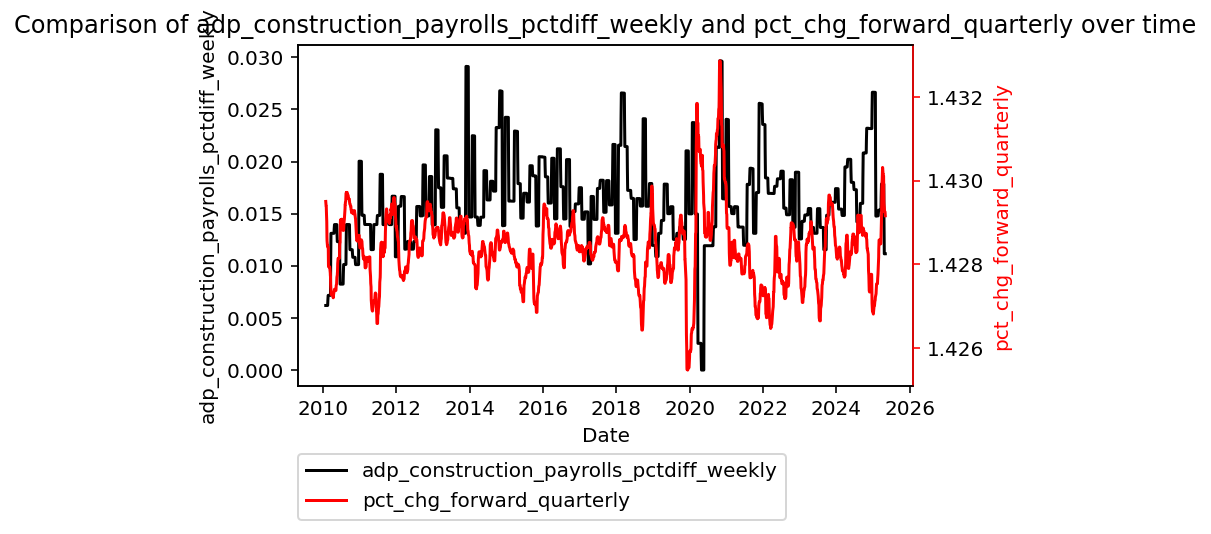 Comparison of adp_construction_payrolls_pctdiff_weekly and pct_chg_forward_quarterly over time
adp_construction_payrolls_pctdiff_weekly
0.030
0.025
0.020
0.015
0.010
0.005
0.000
1.432
1.430
1.428
1.426
pct_chg_forward_quarterly
2010 2012 2014 2016 2018 2020 2022 2024 2026
Date
adp_construction_payrolls_pctdiff_weekly
pct_chg_forward_quarterly